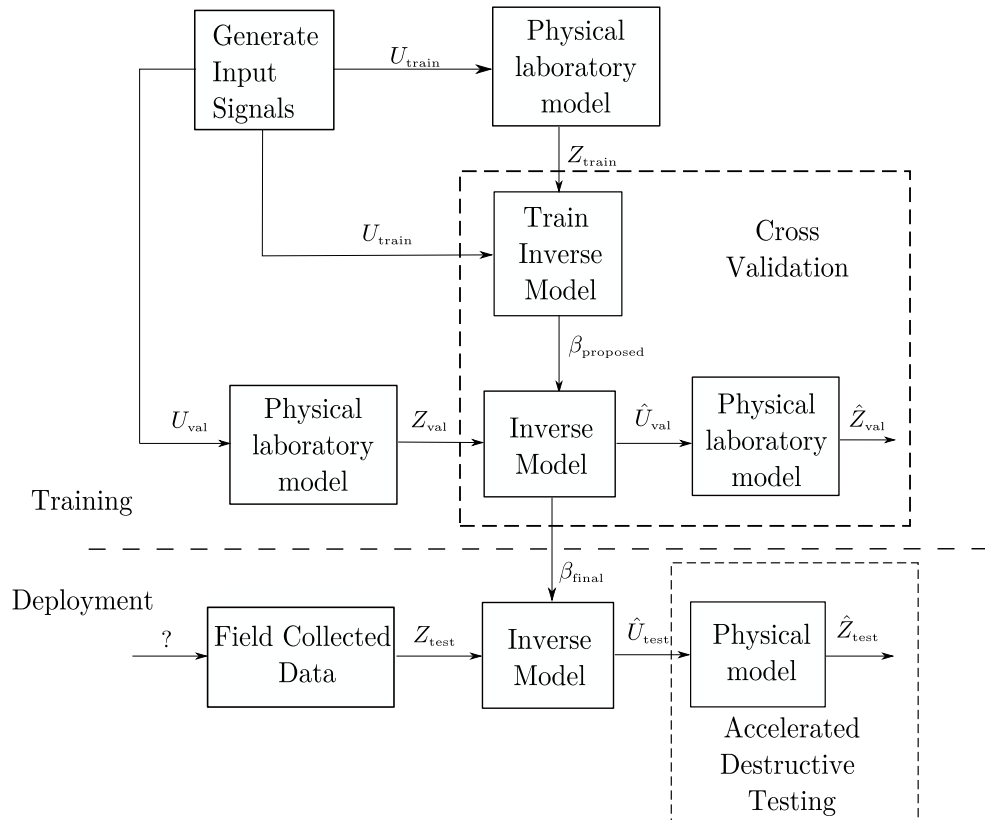 Generate
Input
Signals
U_train
Physical
laboratory
model
Z_train
Train
Inverse
Model
U_train
Cross
Validation
β_proposed
U_val
Physical
laboratory
model
Z_val
Inverse
Model
Û_val
Physical
laboratory
model
Ẑ_val
Training
β_final
Deployment
?
Field Collected
Data
Z_test
Inverse
Model
Û_test
Physical
model
Ẑ_test
Accelerated
Destructive
Testing